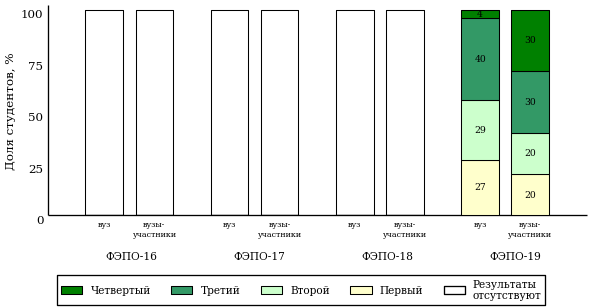 Доля студентов, %
100
75
50
25
0
4
40
29
27
30
30
20
20
вуз
вузы-
участники
вуз
вузы-
участники
вуз
вузы-
участники
вуз
вузы-
участники
ФЭПО-16
ФЭПО-17
ФЭПО-18
ФЭПО-19
Четвертый
Третий
Второй
Первый
Результаты
отсутствуют